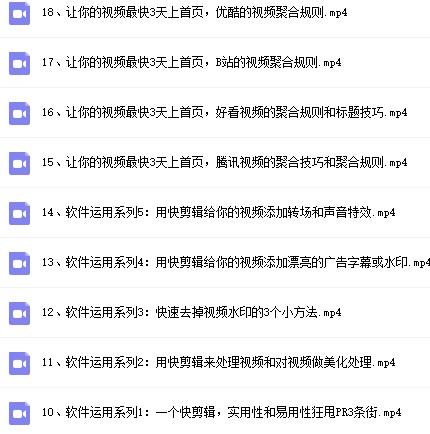 18、让你的视频最快3天上首页，优酷的视频聚合规则.mp4
17、让你的视频最快3天上首页，B站的视频聚合规则.mp4
16、让你的视频最快3天上首页，好看视频的聚合规则和标题技巧.mp4
15、让你的视频最快3天上首页，腾讯视频的聚合技巧和聚合规则.mp4
14、软件运用系列5：用快剪辑给你的视频添加转场和声音特效.mp4
13、软件运用系列4：用快剪辑给你的视频添加漂亮的广告字幕或水印.mp4
12、软件运用系列3：快速去掉视频水印的3个小方法.mp4
11、软件运用系列2：用快剪辑来处理视频和对视频做美化处理.mp4
10、软件运用系列1：一个快剪辑，实用性和易用性狂甩PR3条街.mp4